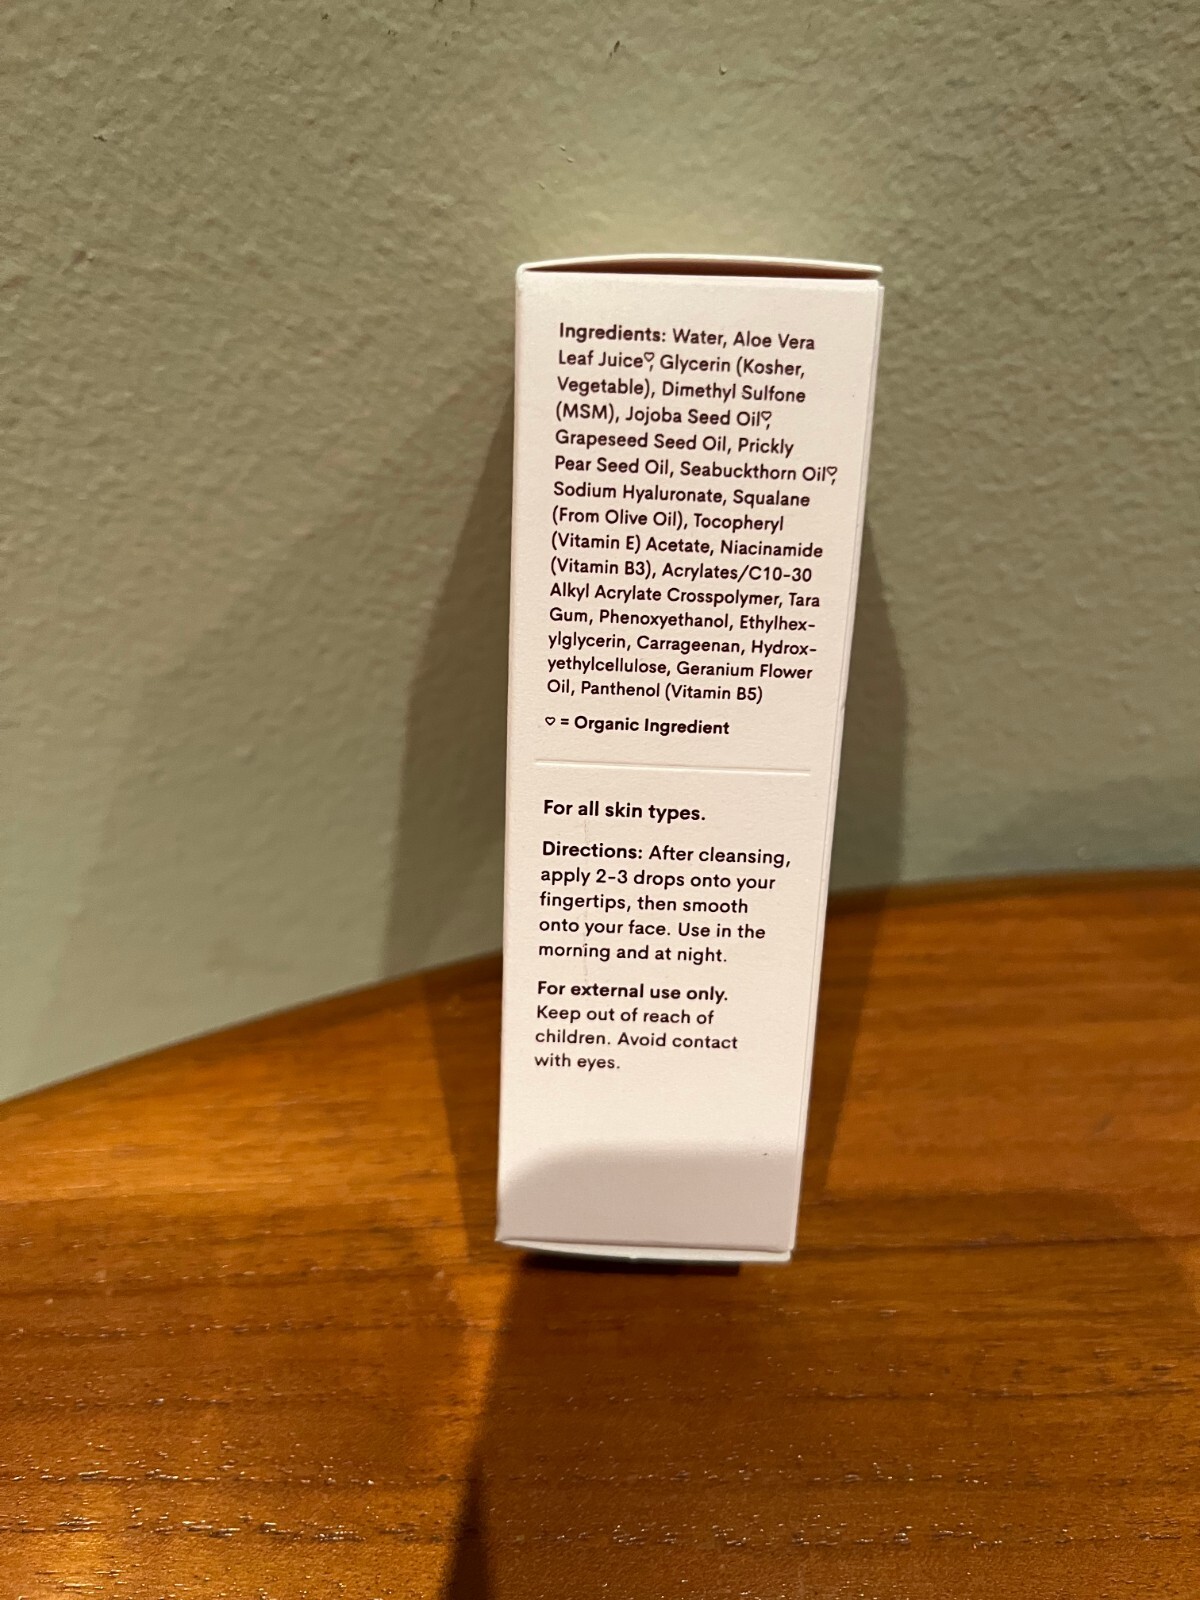 Ingredients: Water, Aloe Vera
Leaf Juice♡, Glycerin (Kosher,
Vegetable), Dimethyl Sulfone
(MSM), Jojoba Seed Oil♡,
Grapeseed Seed Oil, Prickly
Pear Seed Oil, Seabuckthorn Oil♡,
Sodium Hyaluronate, Squalane
(From Olive Oil), Tocopheryl
(Vitamin E) Acetate, Niacinamide
(Vitamin B3), Acrylates/C10-30
Alkyl Acrylate Crosspolymer, Tara
Gum, Phenoxyethanol, Ethylhex-
ylglycerin, Carrageenan, Hydrox-
yethylcellulose, Geranium Flower
Oil, Panthenol (Vitamin B5)
♡ = Organic Ingredient
For all skin types.
Directions: After cleansing,
apply 2-3 drops onto your
fingertips, then smooth
onto your face. Use in the
morning and at night.
For external use only.
Keep out of reach of
children. Avoid contact
with eyes.